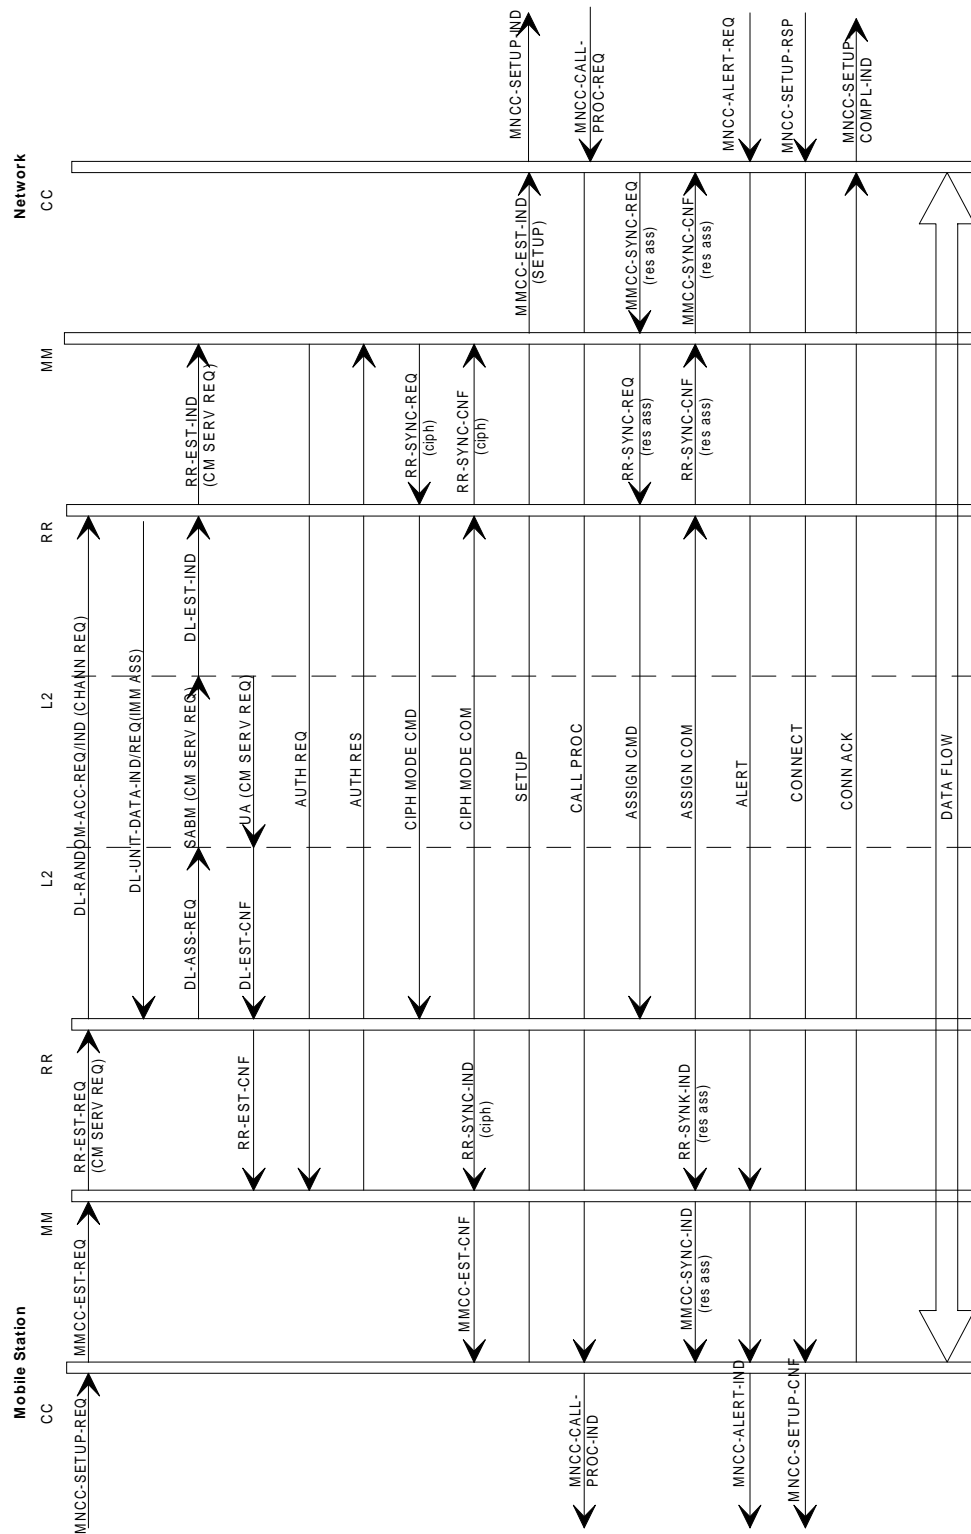 Mobile Station
Network
CC
MM
RR
L2
L2
RR
MM
CC
MNCC-SETUP-REQ
MMCC-EST-REQ
RR-EST-REQ
(CM SERV REQ)
DL-RANDOM-ACC-REQ/IND (CHANN REQ)
DL-UNIT-DATA-IND/REQ(IMM ASS)
DL-ASS-REQ
SABM (CM SERV REQ)
DL-EST-IND
RR-EST-IND
(CM SERV REQ)
RR-EST-CNF
DL-EST-CNF
UA (CM SERV REQ)
AUTH REQ
AUTH RES
CIPH MODE CMD
RR-SYNC-REQ
(ciph)
MMCC-EST-CNF
RR-SYNC-IND
(ciph)
CIPH MODE COM
RR-SYNC-CNF
(ciph)
SETUP
MMCC-EST-IND
(SETUP)
MNCC-SETUP-IND
MNCC-CALL-
PROC-IND
CALL PROC
MNCC-CALL-
PROC-REQ
ASSIGN CMD
RR-SYNC-REQ
(res ass)
MMCC-SYNC-REQ
(res ass)
MMCC-SYNC-IND
(res ass)
RR-SYNK-IND
(res ass)
ASSIGN COM
RR-SYNC-CNF
(res ass)
MMCC-SYNC-CNF
(res ass)
MNCC-ALERT-IND
ALERT
MNCC-ALERT-REQ
MNCC-SETUP-CNF
CONNECT
MNCC-SETUP-RSP
CONN ACK
MNCC-SETUP-
COMPL-IND
DATA FLOW